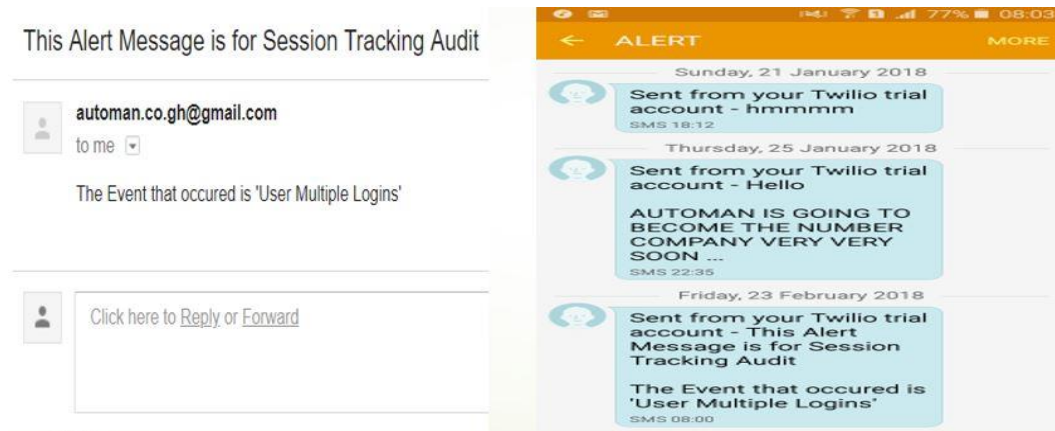 This Alert Message is for Session Tracking Audit
automan.co.gh@gmail.com
to me
The Event that occured is 'User Multiple Logins'
Click here to Reply or Forward
77% 08:03
ALERT MORE
Sunday, 21 January 2018
Sent from your Twilio trial
account - hmmmm
SMS 18:12
Thursday, 25 January 2018
Sent from your Twilio trial
account - Hello
AUTOMAN IS GOING TO
BECOME THE NUMBER
COMPANY VERY VERY
SOON ...
SMS 22:35
Friday, 23 February 2018
Sent from your Twilio trial
account - This Alert
Message is for Session
Tracking Audit
The Event that occured is
'User Multiple Logins'
SMS 08:00